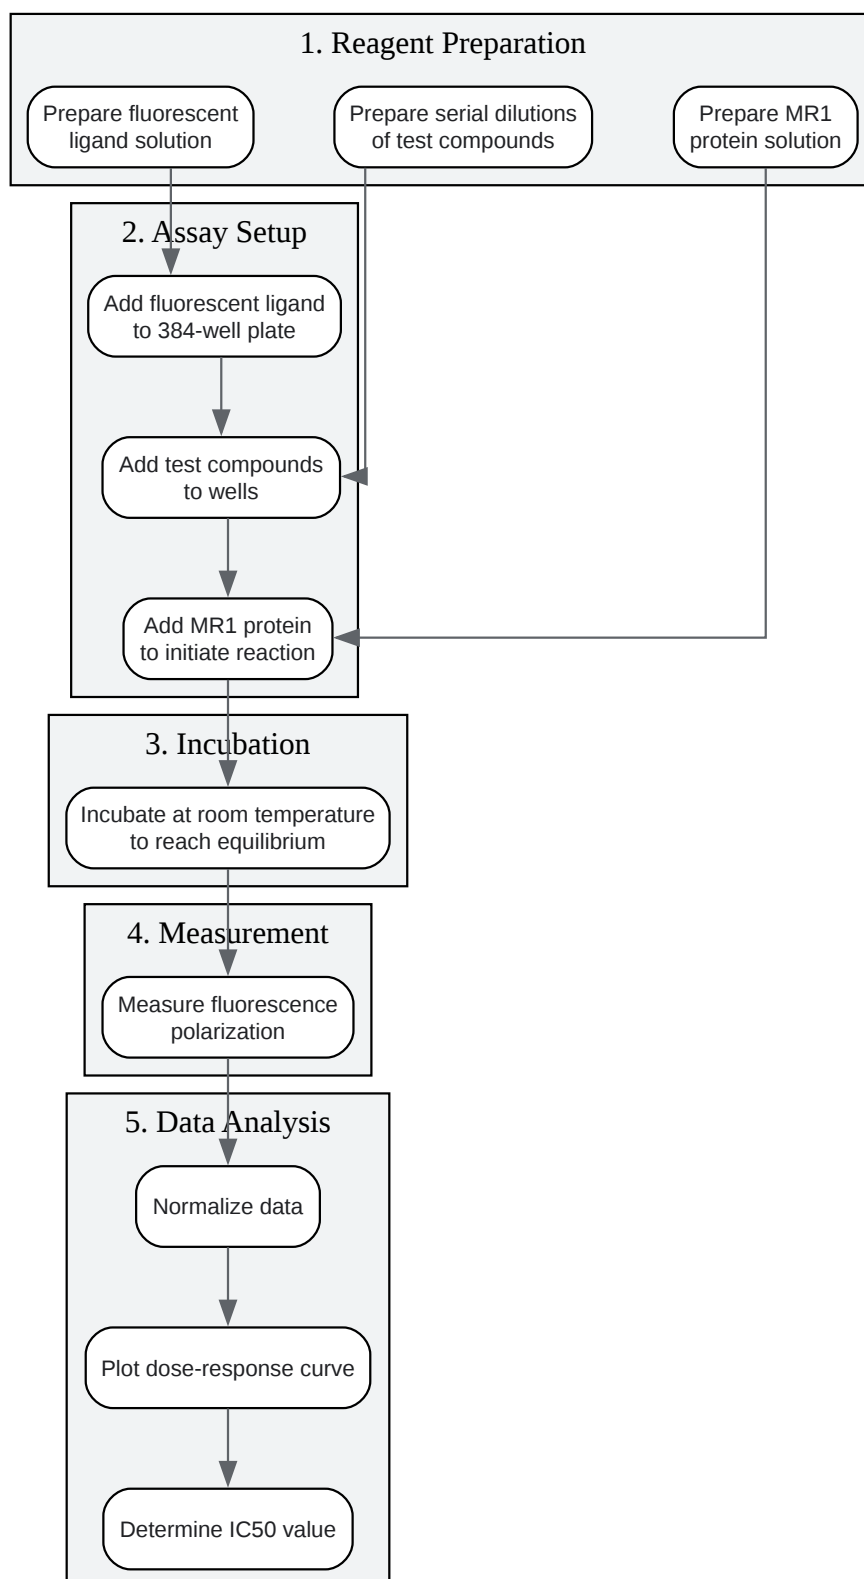 1. Reagent Preparation
Prepare fluorescent
ligand solution
Prepare serial dilutions
of test compounds
Prepare MR1
protein solution
2. Assay Setup
Add fluorescent ligand
to 384-well plate
Add test compounds
to wells
Add MR1 protein
to initiate reaction
3. Incubation
Incubate at room temperature
to reach equilibrium
4. Measurement
Measure fluorescence
polarization
5. Data Analysis
Normalize data
Plot dose-response curve
Determine IC50 value